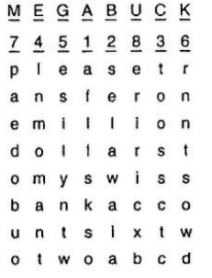 M E G A B U C K
7 4 5 1 2 8 3 6
p l e a s e t r
a n s f e r o n
e m i l l i o n
d o l l a r s t
o m y s w i s s
b a n k a c c o
u n t s i x t w
o t w o a b c d